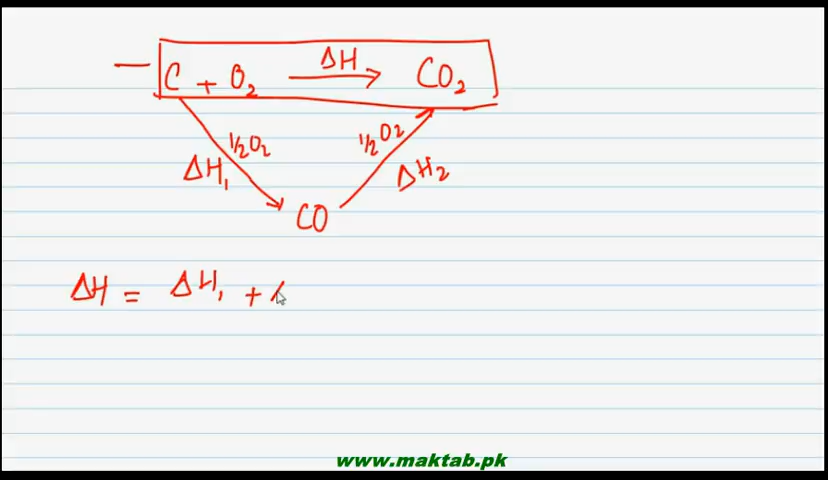 ΔH
— C + O₂ → CO₂
½O₂ ½O₂
ΔH₁ ΔH₂
CO
ΔH = ΔH₁ +
www.maktab.pk